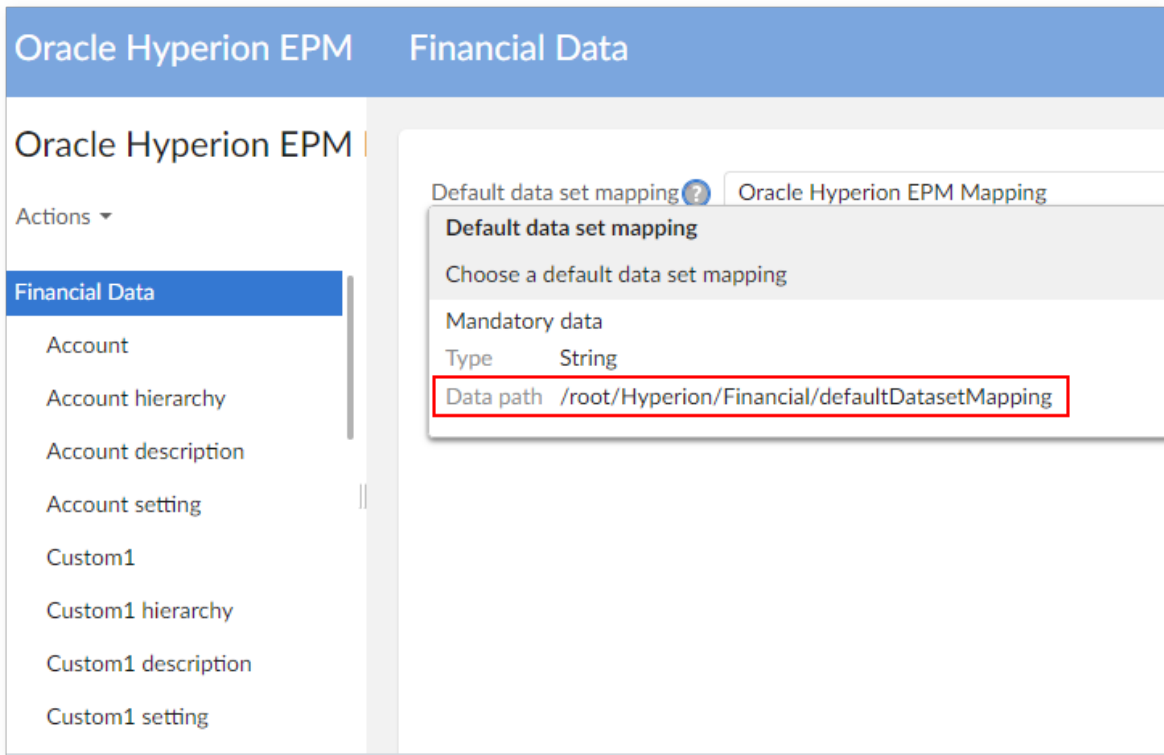 Oracle Hyperion EPM
Financial Data
Oracle Hyperion EPM
Actions
Financial Data
Account
Account hierarchy
Account description
Account setting
Custom1
Custom1 hierarchy
Custom1 description
Custom1 setting
Default data set mapping ? Oracle Hyperion EPM Mapping
Default data set mapping
Choose a default data set mapping
Mandatory data
Type String
Data path /root/Hyperion/Financial/defaultDatasetMapping